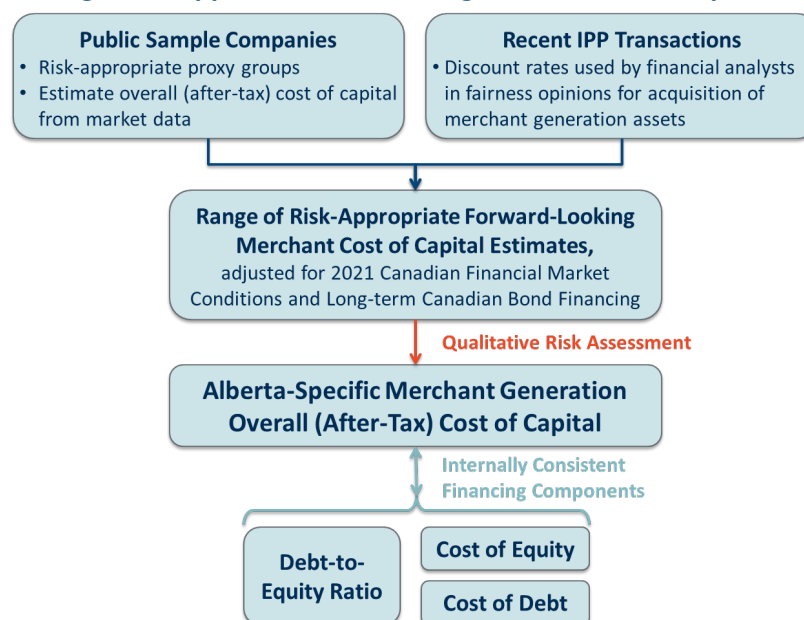 Public Sample Companies
• Risk-appropriate proxy groups
• Estimate overall (after-tax) cost of capital
from market data
Recent IPP Transactions
• Discount rates used by financial analysts
in fairness opinions for acquisition of
merchant generation assets
Range of Risk-Appropriate Forward-Looking
Merchant Cost of Capital Estimates,
adjusted for 2021 Canadian Financial Market
Conditions and Long-term Canadian Bond Financing
Qualitative Risk Assessment
Alberta-Specific Merchant Generation
Overall (After-Tax) Cost of Capital
Internally Consistent
Financing Components
Debt-to-
Equity Ratio
Cost of Equity
Cost of Debt